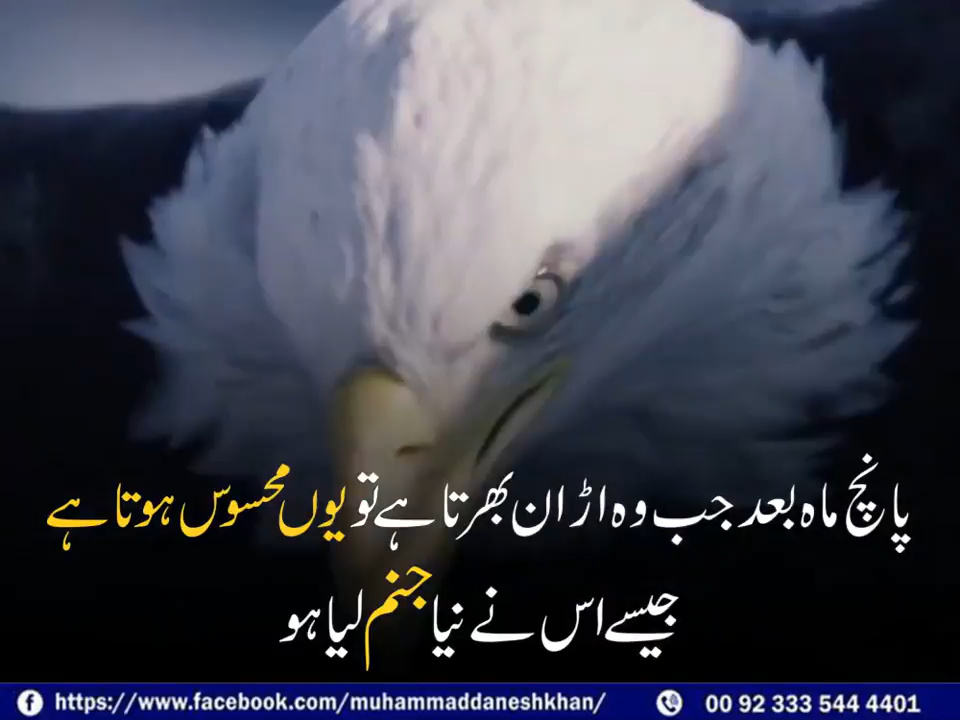 پانچ ماہ بعد جب وہ اڑان بھرتا ہے تو یوں محسوس ہوتا ہے
جیسے اس نے نیا جنم لیا ہو
https://www.facebook.com/muhammaddaneshkhan/ 00 92 333 544 4401